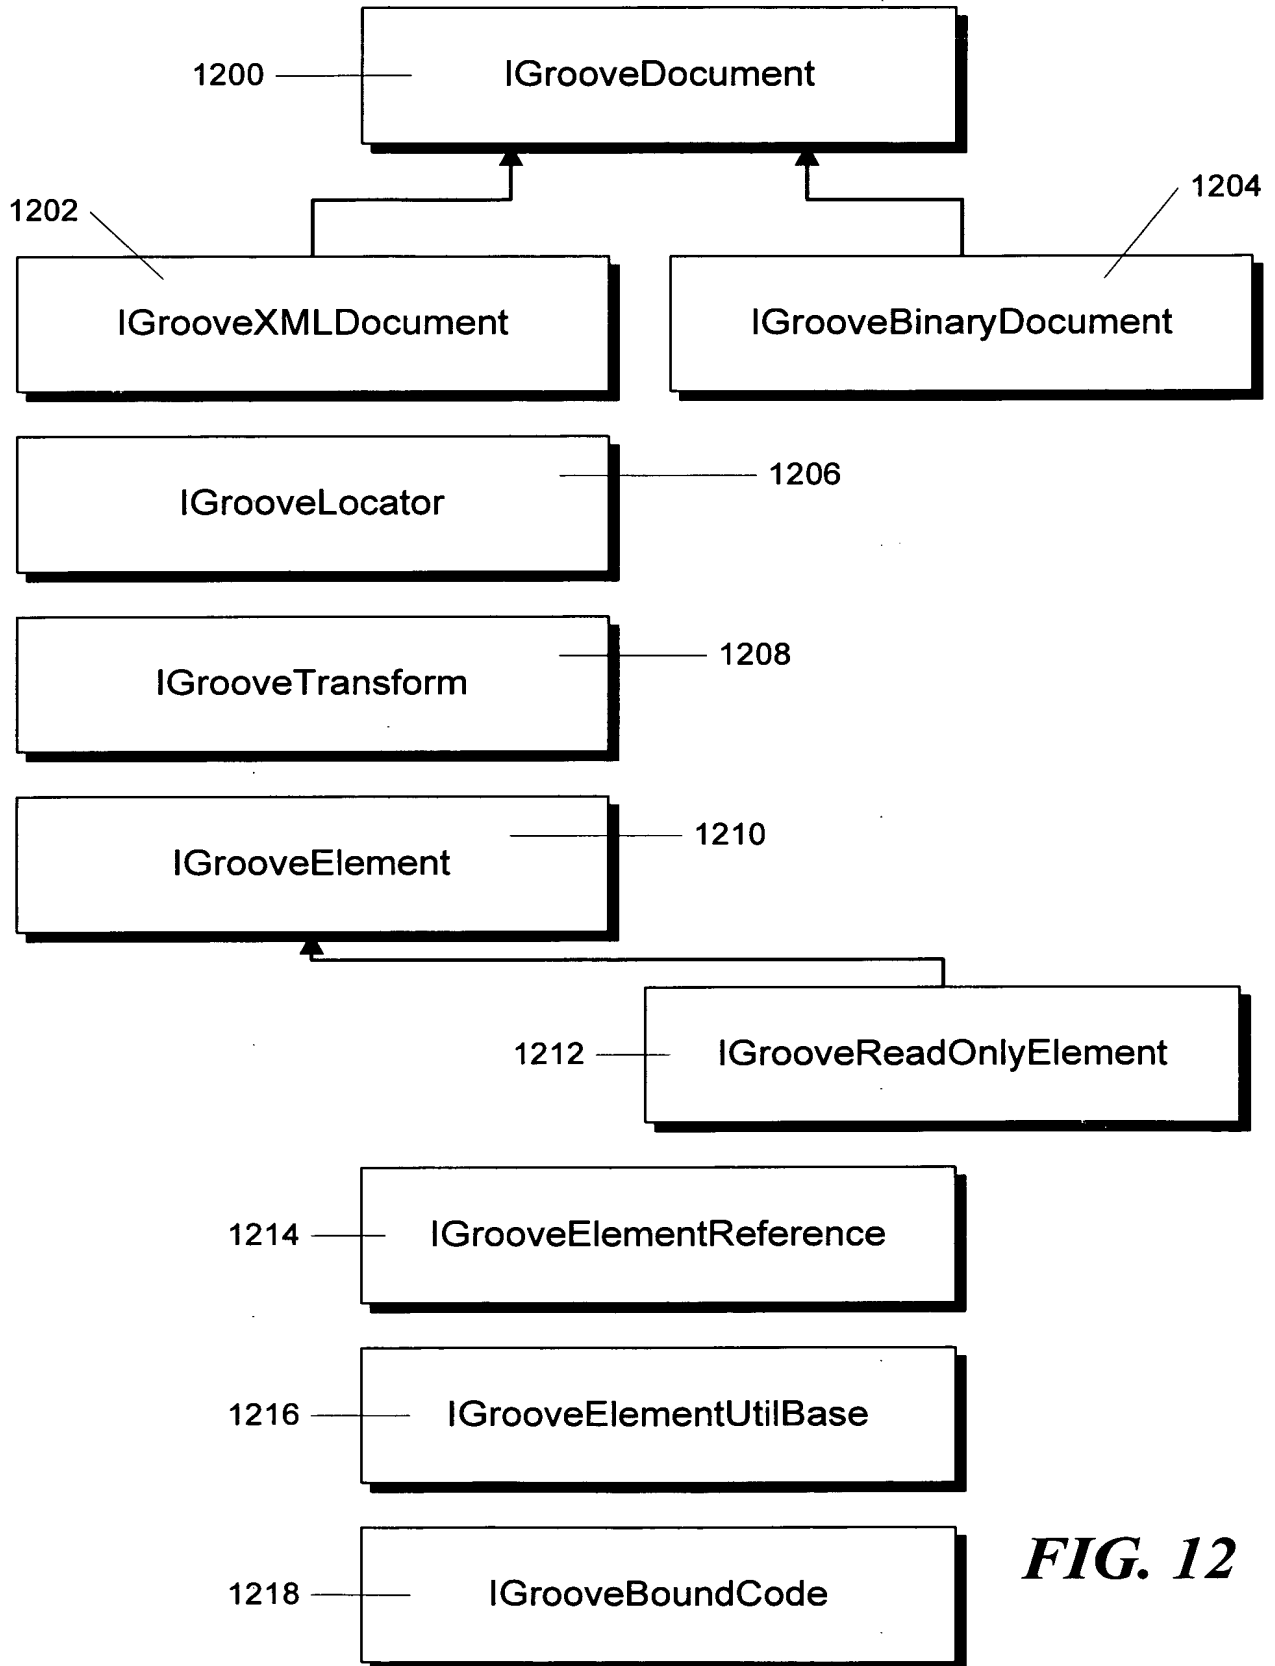 1200
IGrooveDocument
1202
1204
IGrooveXMLDocument
IGrooveBinaryDocument
IGrooveLocator
1206
IGrooveTransform
1208
IGrooveElement
1210
1212
IGrooveReadOnlyElement
1214
IGrooveElementReference
1216
IGrooveElementUtilBase
1218
IGrooveBoundCode
FIG. 12